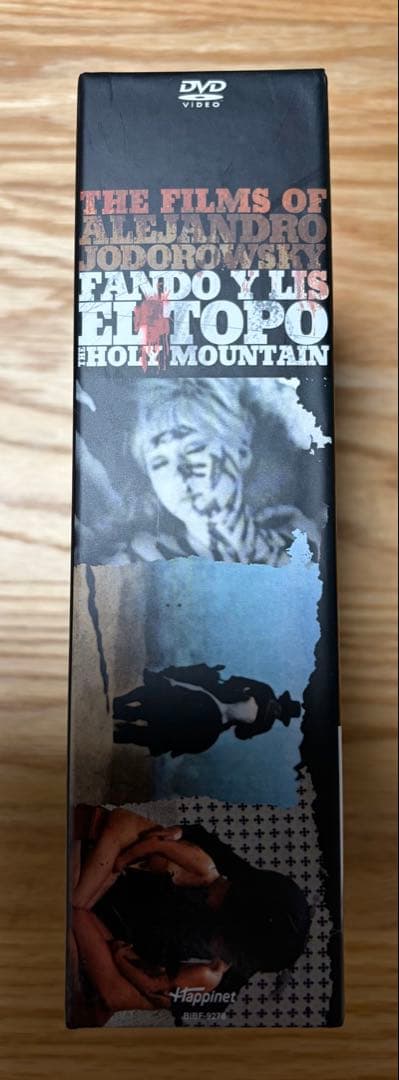 DVD
VIDEO
THE FILMS OF
ALEJANDRO
JODOROWSKY
FANDO Y LIS
EL TOPO
THE HOLY MOUNTAIN
Happinet